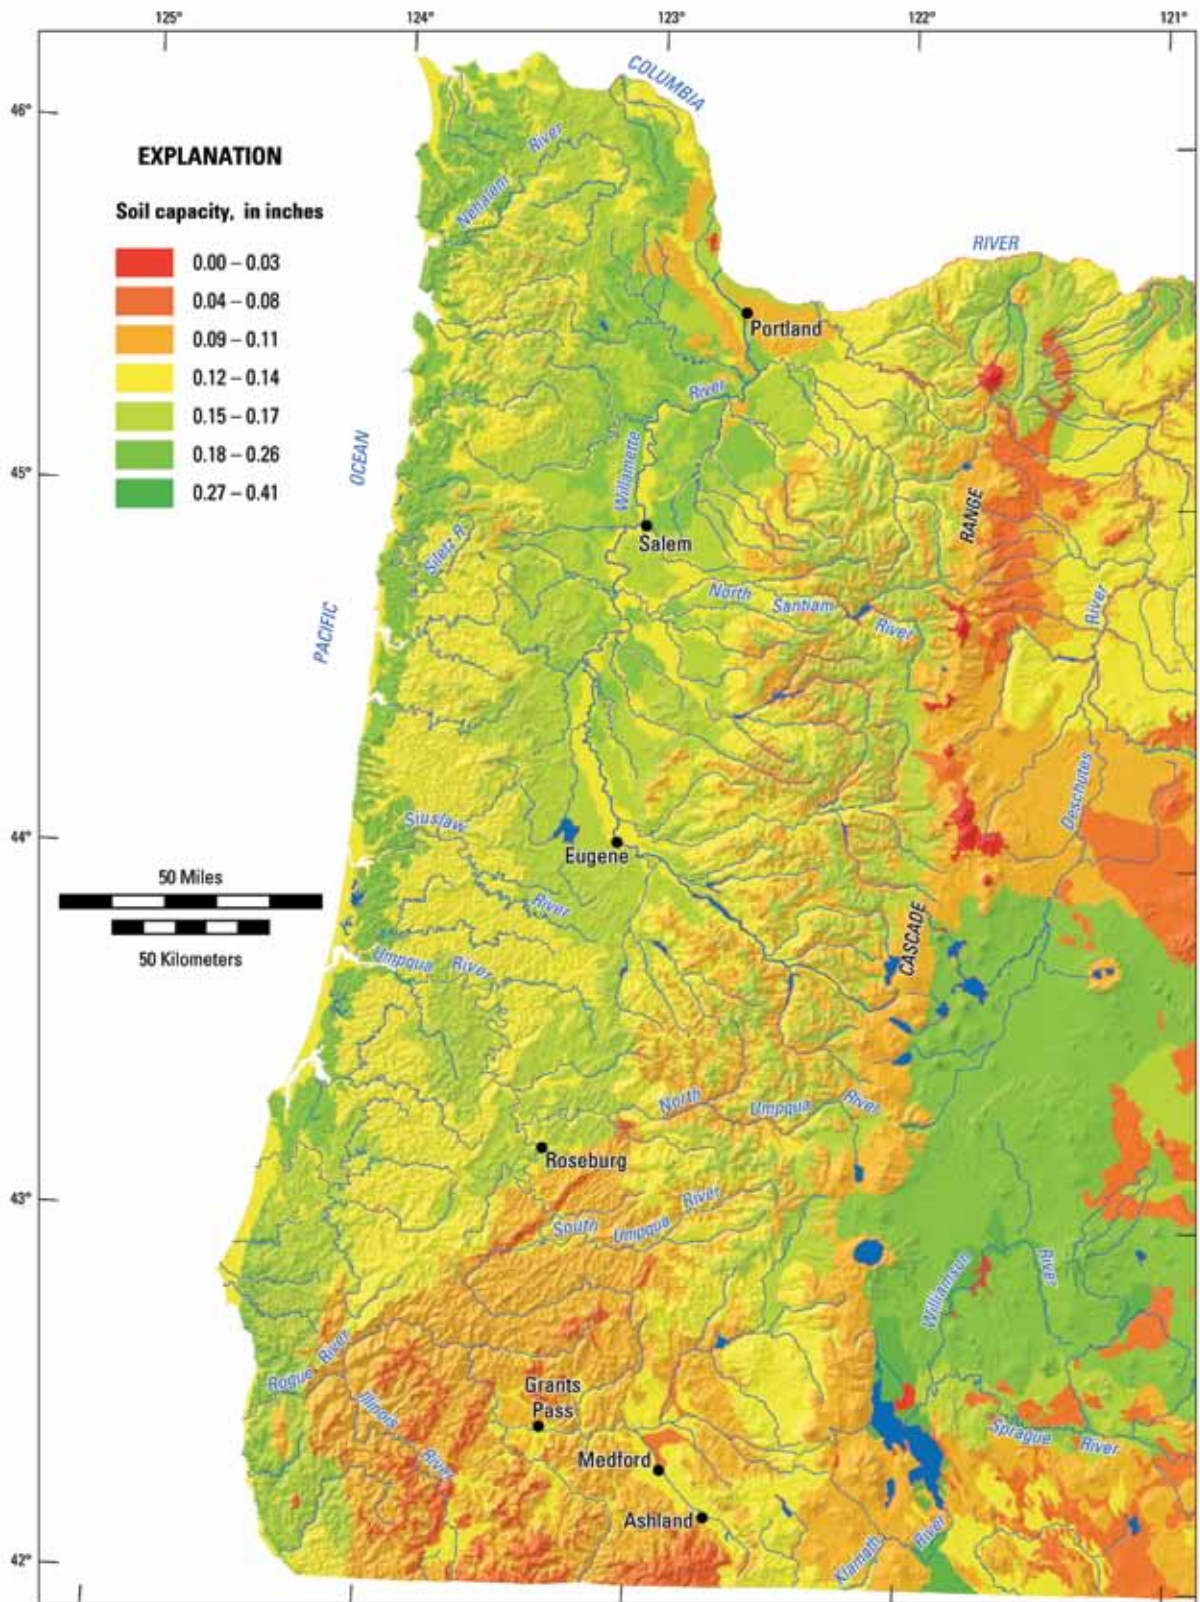 125°
124°
123°
122°
121°
46°
45°
44°
43°
42°
EXPLANATION
Soil capacity, in inches
0.00 – 0.03
0.04 – 0.08
0.09 – 0.11
0.12 – 0.14
0.15 – 0.17
0.18 – 0.26
0.27 – 0.41
COLUMBIA
RIVER
Nehalem River
Portland
Willamette River
PACIFIC OCEAN
Salem
Siletz R.
North Santiam River
CASCADE RANGE
Deschutes River
Siuslaw River
Eugene
50 Miles
50 Kilometers
Umpqua River
North Umpqua River
Roseburg
South Umpqua River
Williamson River
Rogue River
Illinois River
Grants
Pass
Medford
Ashland
Sprague River
Klamath River